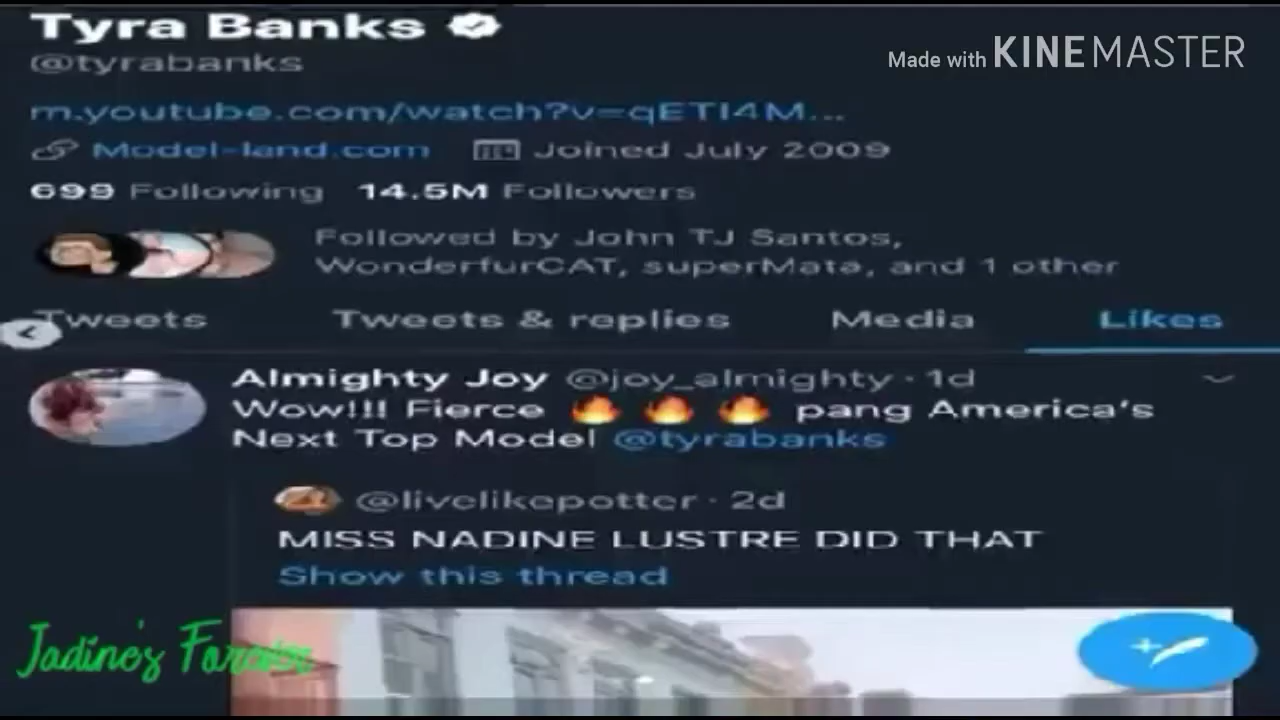 Tyra Banks
@tyrabanks
Made with KINEMASTER
m.youtube.com/watch?v=qETI4M...
Model-land.com Joined July 2009
699 Following 14.5M Followers
Followed by John TJ Santos,
WonderfurCAT, superMata, and 1 other
Tweets Tweets & replies Media Likes
Almighty Joy @joy_almighty · 1d
Wow!!! Fierce 🔥 🔥 🔥 pang America's
Next Top Model @tyrabanks
@livelikepotter · 2d
MISS NADINE LUSTRE DID THAT
Show this thread
Jadine's Forever